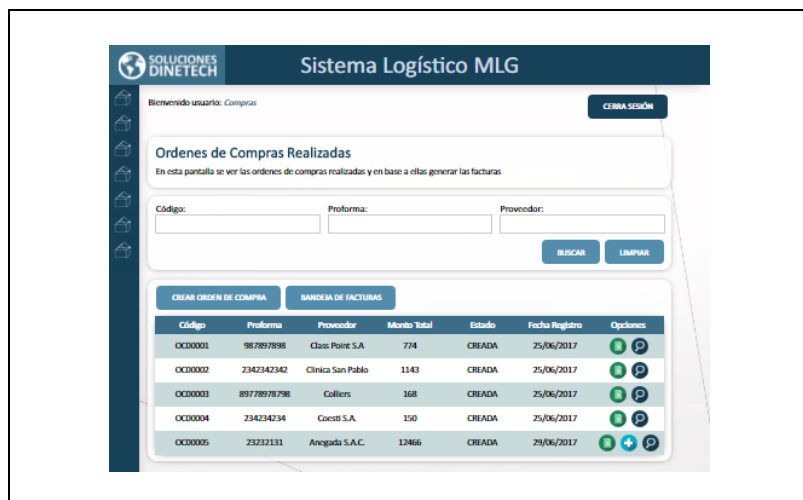 SOLUCIONES
DINETECH
Sistema Logístico MLG
Bienvenido usuario: Compras
CERRA SESIÓN
Ordenes de Compras Realizadas
En esta pantalla se ver las ordenes de compras realizadas y en base a ellas generar las facturas
Código: Proforma: Proveedor:
BUSCAR LIMPIAR
CREAR ORDEN DE COMPRA BANDEJA DE FACTURAS
Código Proforma Proveedor Monto Total Estado Fecha Registro Opciones
OC00001 987897898 Class Point S.A 774 CREADA 25/06/2017
OC00002 2342342342 Clinica San Pablo 1143 CREADA 25/06/2017
OC00003 89778978798 Colliers 168 CREADA 25/06/2017
OC00004 234234234 Coesti S.A. 150 CREADA 25/06/2017
OC00005 23232131 Anegada S.A.C. 12466 CREADA 29/06/2017